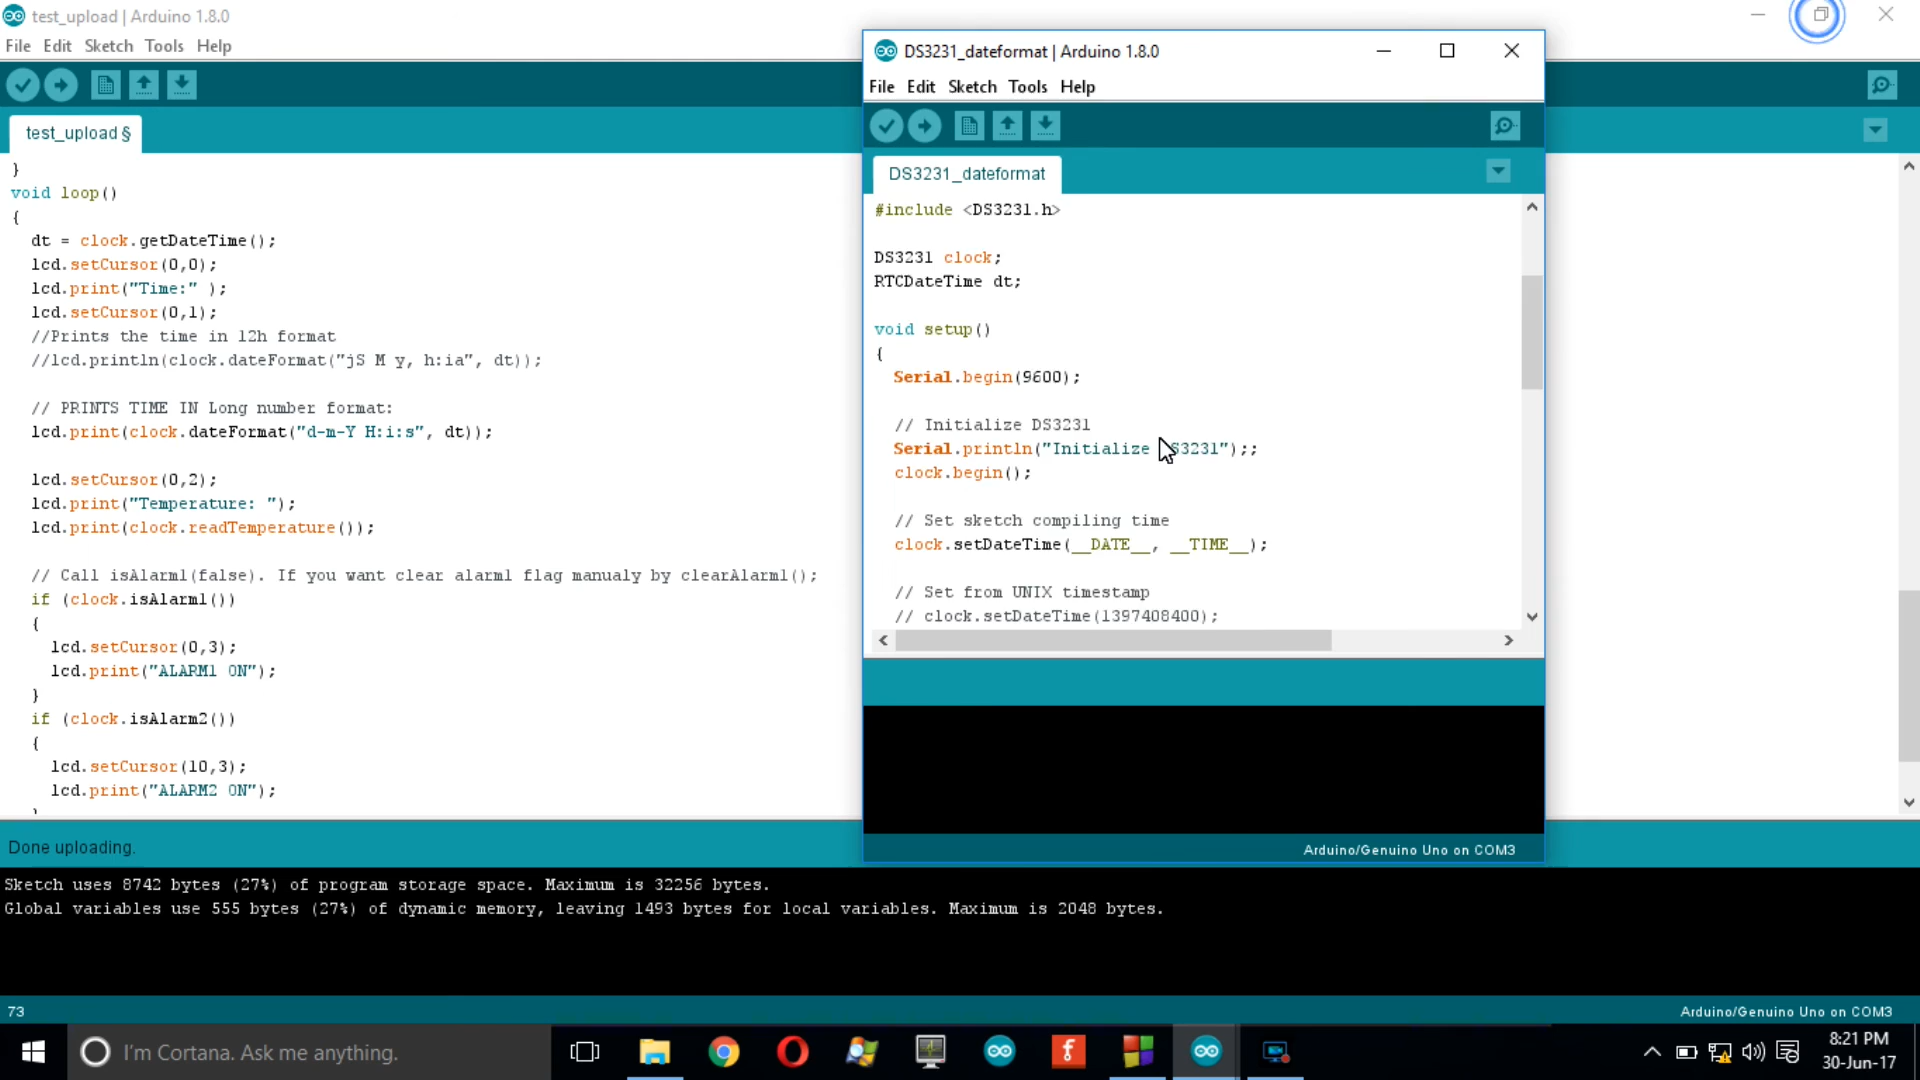 test_upload | Arduino 1.8.0
File Edit Sketch Tools Help
test_upload §
}
void loop()
{
dt = clock.getDateTime();
lcd.setCursor(0,0);
lcd.print("Time:" );
lcd.setCursor(0,1);
//Prints the time in 12h format
//lcd.println(clock.dateFormat("jS M y, h:ia", dt));
// PRINTS TIME IN Long number format:
lcd.print(clock.dateFormat("d-m-Y H:i:s", dt));
lcd.setCursor(0,2);
lcd.print("Temperature: ");
lcd.print(clock.readTemperature());
// Call isAlarm1(false). If you want clear alarm1 flag manualy by clearAlarm1();
if (clock.isAlarm1())
{
lcd.setCursor(0,3);
lcd.print("ALARM1 ON");
}
if (clock.isAlarm2())
{
lcd.setCursor(10,3);
lcd.print("ALARM2 ON");
Done uploading.
Sketch uses 8742 bytes (27%) of program storage space. Maximum is 32256 bytes.
Global variables use 555 bytes (27%) of dynamic memory, leaving 1493 bytes for local variables. Maximum is 2048 bytes.
73
Arduino/Genuino Uno on COM3
DS3231_dateformat | Arduino 1.8.0
File Edit Sketch Tools Help
DS3231_dateformat
#include <DS3231.h>
DS3231 clock;
RTCDateTime dt;
void setup()
{
Serial.begin(9600);
// Initialize DS3231
Serial.println("Initialize DS3231");;
clock.begin();
// Set sketch compiling time
clock.setDateTime(__DATE__, __TIME__);
// Set from UNIX timestamp
// clock.setDateTime(1397408400);
Arduino/Genuino Uno on COM3
I'm Cortana. Ask me anything.
8:21 PM
30-Jun-17